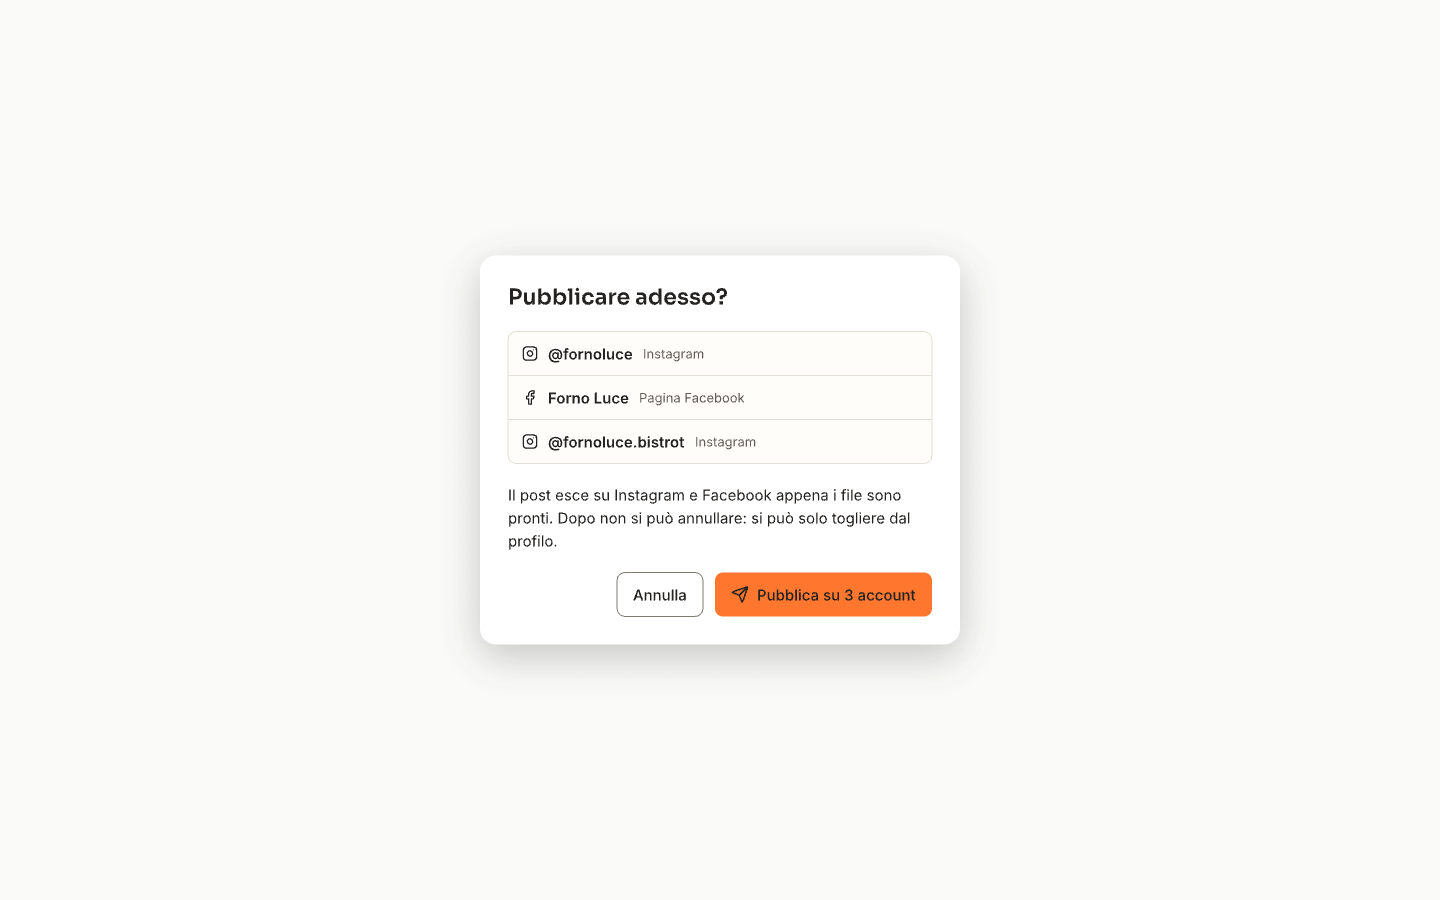 Pubblicare adesso?
@fornoluce Instagram
Forno Luce Pagina Facebook
@fornoluce.bistrot Instagram
Il post esce su Instagram e Facebook appena i file sono
pronti. Dopo non si può annullare: si può solo togliere dal
profilo.
Annulla Pubblica su 3 account